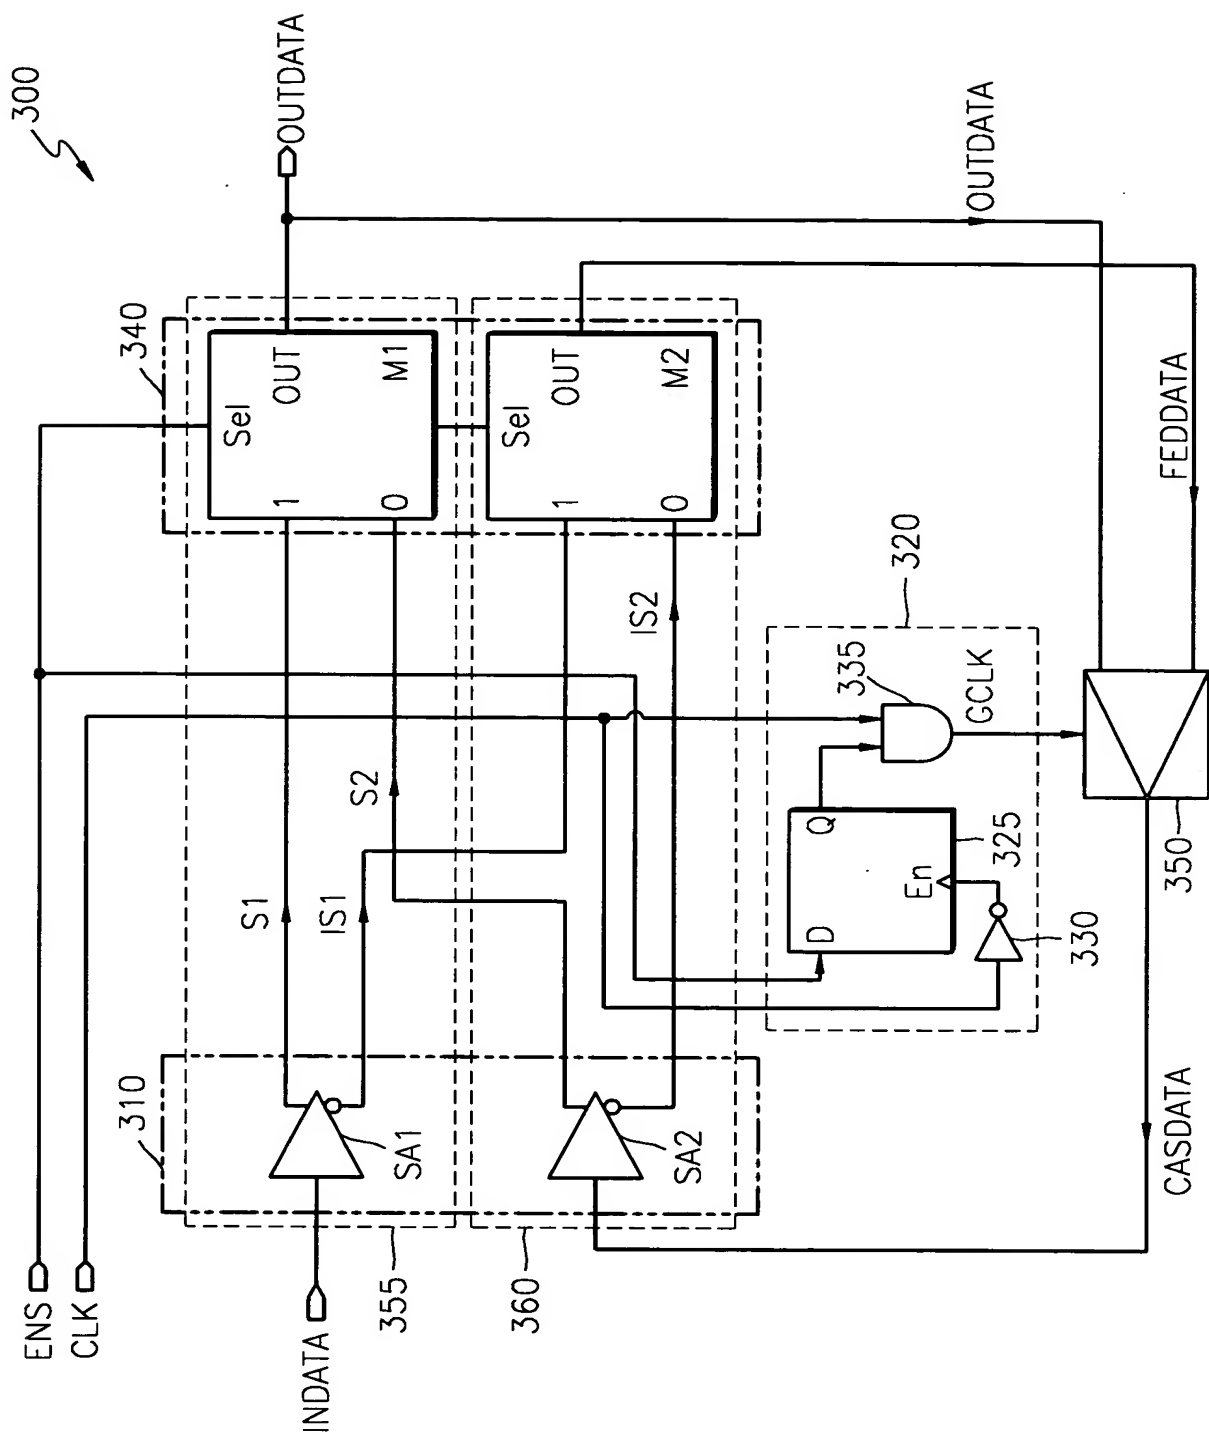 300
ENS
CLK
INDATA
OUTDATA
340
310
Sel
1
OUT
0
M1
Sel
1
OUT
0
M2
S1
IS1
S2
IS2
SA1
SA2
355
360
320
335
GCLK
D
Q
En
325
330
350
OUTDATA
FEDDATA
CASDATA